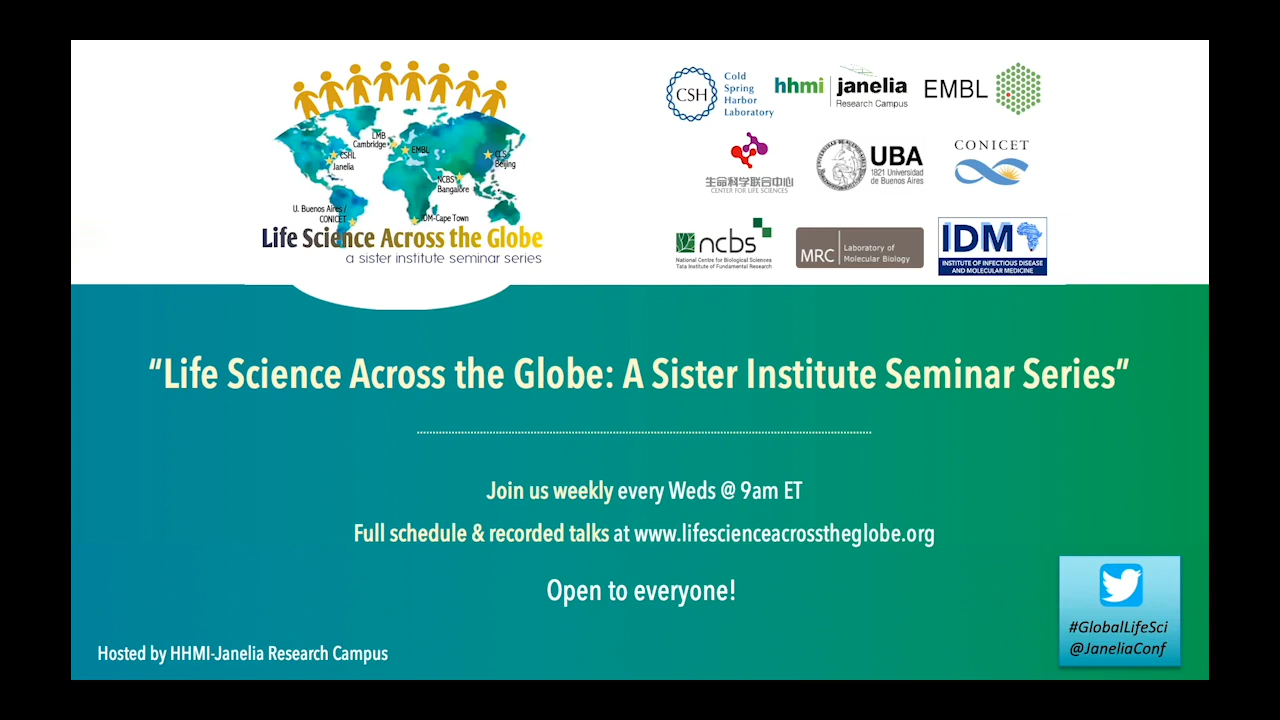 LMB
Cambridge
EMBL
CSHL
Janelia
CLS
Beijing
NCBS
Bangalore
U. Buenos Aires /
CONICET
IDM-Cape Town
Life Science Across the Globe
a sister institute seminar series
CSH
Cold
Spring
Harbor
Laboratory
hhmi janelia
Research Campus
EMBL
生命科学联合中心
CENTER FOR LIFE SCIENCES
UBA
1821 Universidad
de Buenos Aires
CONICET
ncbs
National Centre for Biological Sciences
Tata Institute of Fundamental Research
MRC
Laboratory of
Molecular Biology
IDM
INSTITUTE OF INFECTIOUS DISEASE
AND MOLECULAR MEDICINE
“Life Science Across the Globe: A Sister Institute Seminar Series”
Join us weekly every Weds @ 9am ET
Full schedule & recorded talks at www.lifescienceacrosstheglobe.org
Open to everyone!
#GlobalLifeSci
@JaneliaConf
Hosted by HHMI-Janelia Research Campus